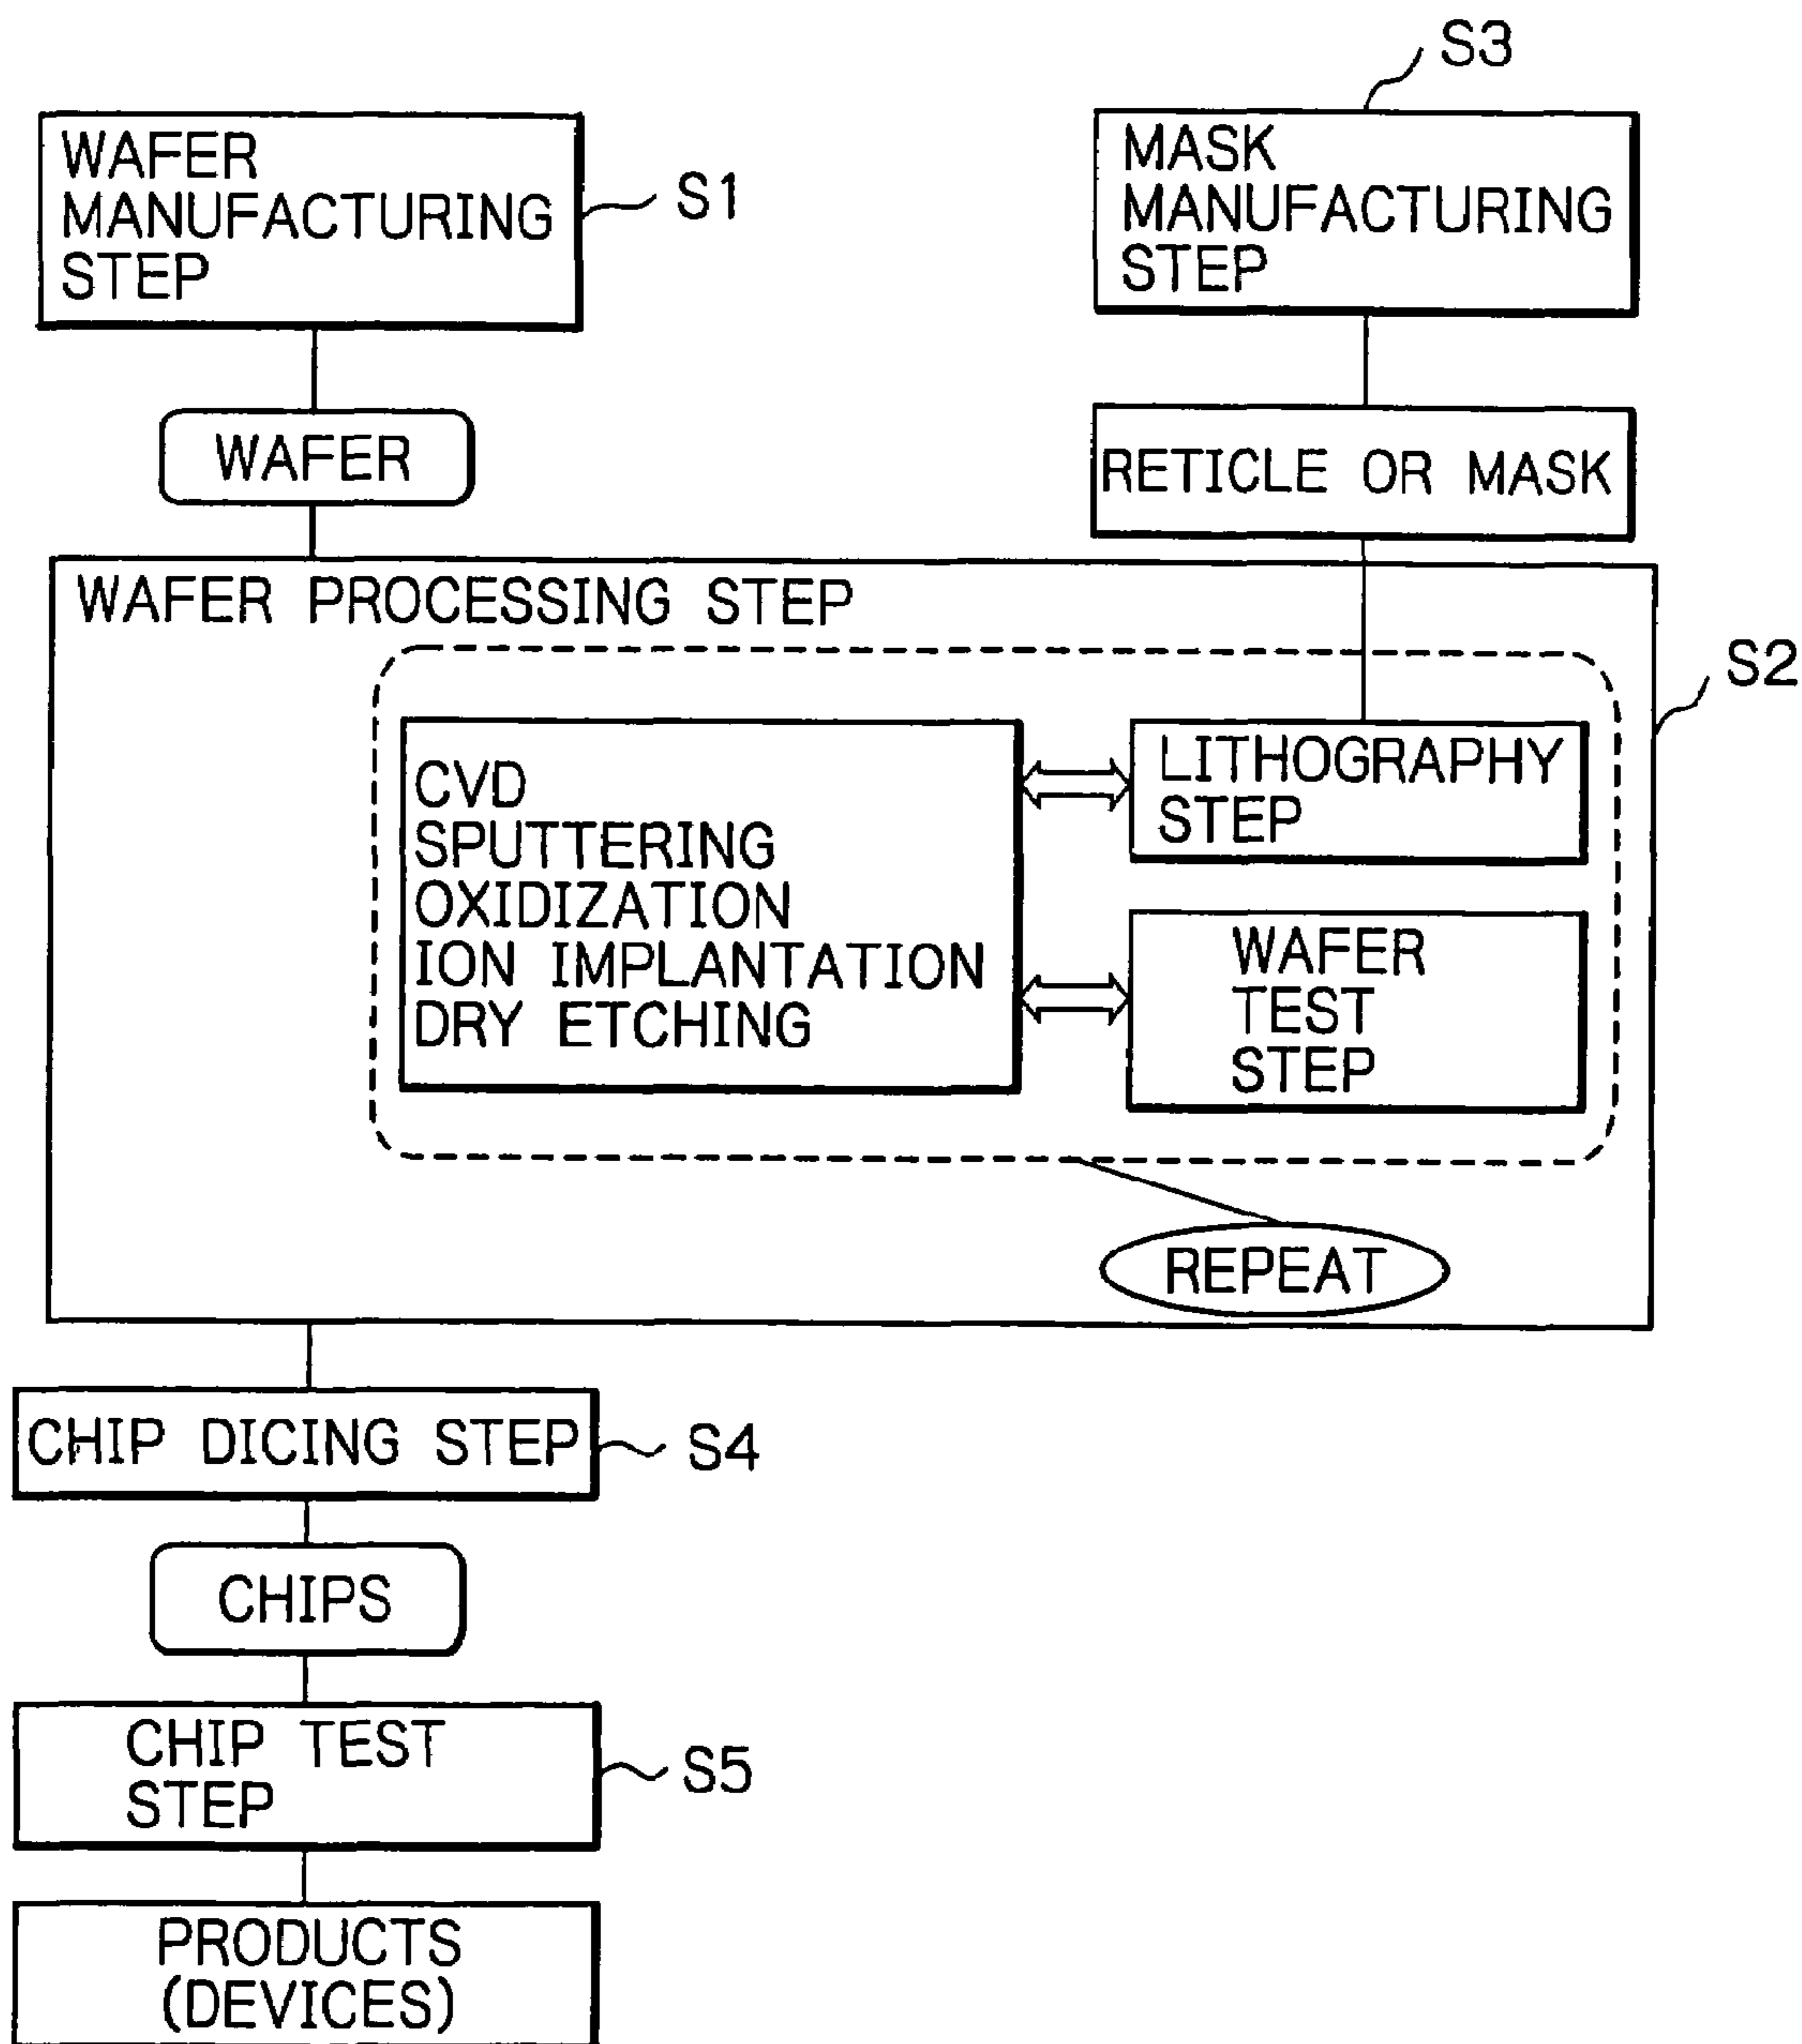 S3
WAFER
MANUFACTURING
STEP
S1
MASK
MANUFACTURING
STEP
WAFER
RETICLE OR MASK
WAFER PROCESSING STEP
S2
CVD
SPUTTERING
OXIDIZATION
ION IMPLANTATION
DRY ETCHING
LITHOGRAPHY
STEP
WAFER
TEST
STEP
REPEAT
CHIP DICING STEP
S4
CHIPS
CHIP TEST
STEP
S5
PRODUCTS
(DEVICES)